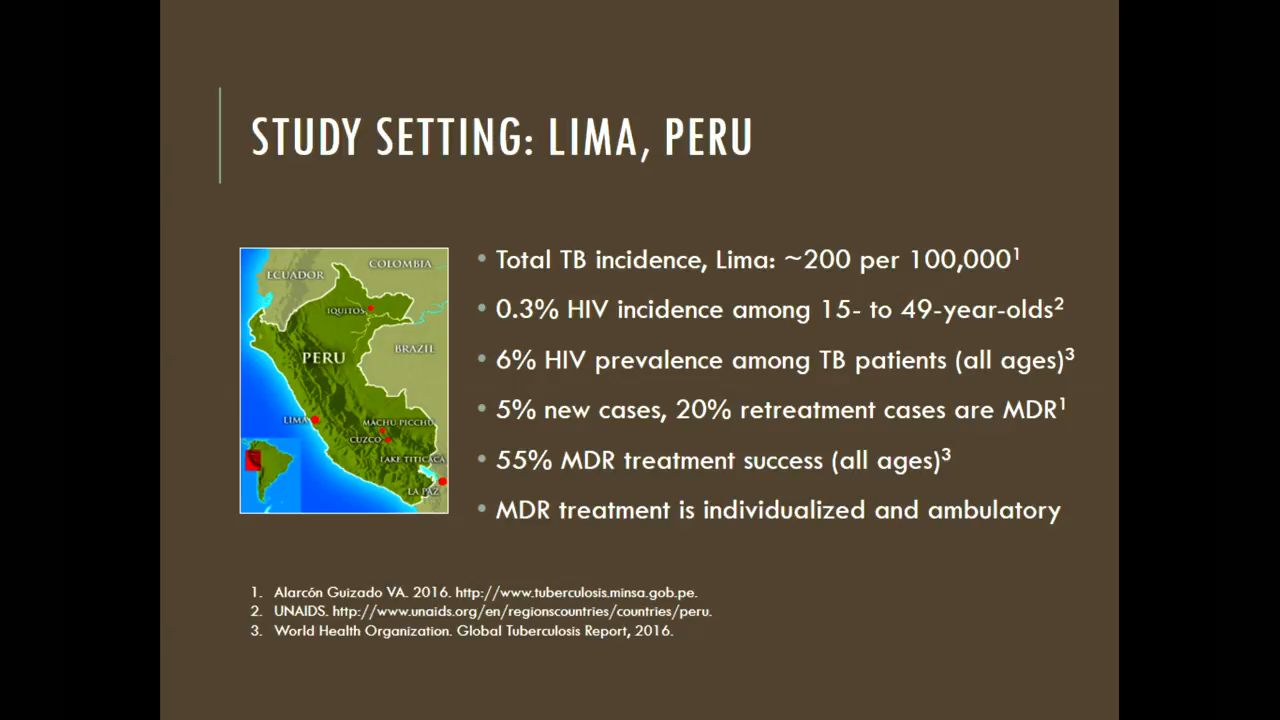 STUDY SETTING: LIMA, PERU
ECUADOR
COLOMBIA
IQUITOS
PERU
BRAZIL
LIMA
MACHU PICCHU
CUZCO
LAKE TITICACA
LA PAZ
• Total TB incidence, Lima: ~200 per 100,000¹
• 0.3% HIV incidence among 15- to 49-year-olds²
• 6% HIV prevalence among TB patients (all ages)³
• 5% new cases, 20% retreatment cases are MDR¹
• 55% MDR treatment success (all ages)³
• MDR treatment is individualized and ambulatory
1. Alarcón Guizado VA. 2016. http://www.tuberculosis.minsa.gob.pe.
2. UNAIDS. http://www.unaids.org/en/regionscountries/countries/peru.
3. World Health Organization. Global Tuberculosis Report, 2016.